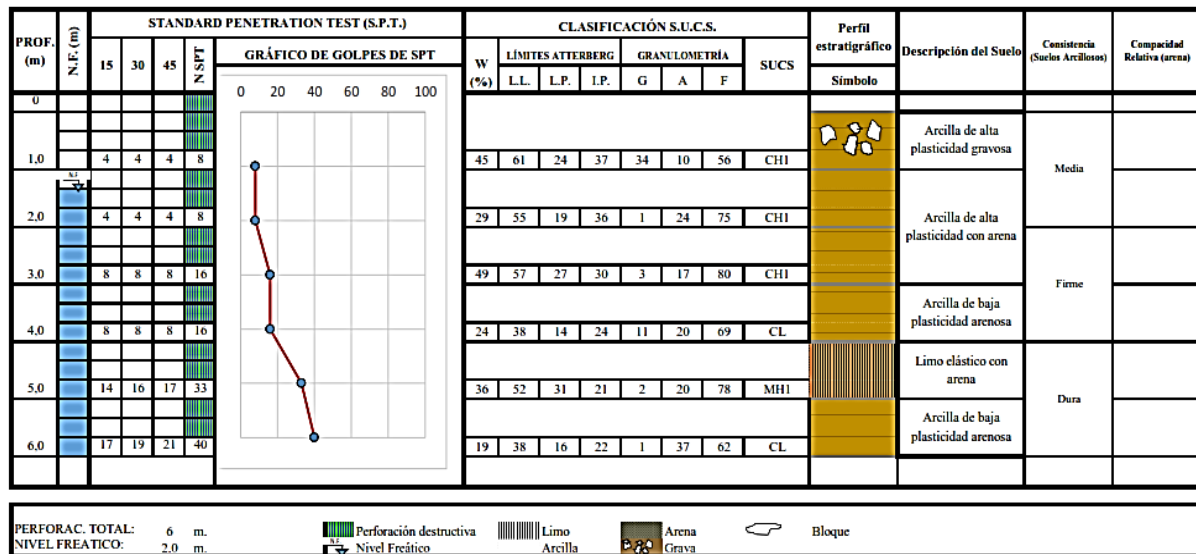 STANDARD PENETRATION TEST (S.P.T.) CLASIFICACIÓN S.U.C.S.
PROF. (m) N.F. (m) 15 30 45 N SPT GRÁFICO DE GOLPES DE SPT W (%) LÍMITES ATTERBERG GRANULOMETRÍA SUCS Perfil estratigráfico Descripción del Suelo Consistencia (Suelos Arcillosos) Compacidad Relativa (arena)
L.L. L.P. I.P. G A F Símbolo
0 20 40 60 80 100
0
Arcilla de alta
plasticidad gravosa
1,0 4 4 4 8 45 61 24 37 34 10 56 CH1
Media
N.F.
2,0 4 4 4 8 29 55 19 36 1 24 75 CH1
Arcilla de alta
plasticidad con arena
3,0 8 8 8 16 49 57 27 30 3 17 80 CH1
Firme
Arcilla de baja
plasticidad arenosa
4,0 8 8 8 16 24 38 14 24 11 20 69 CL
Limo elástico con
arena
5,0 14 16 17 33 36 52 31 21 2 20 78 MH1
Dura
Arcilla de baja
plasticidad arenosa
6,0 17 19 21 40 19 38 16 22 1 37 62 CL
PERFORAC. TOTAL: 6 m. Perforación destructiva Limo Arena Bloque
NIVEL FREATICO: 2.0 m. N.F. Nivel Freático Arcilla Grava